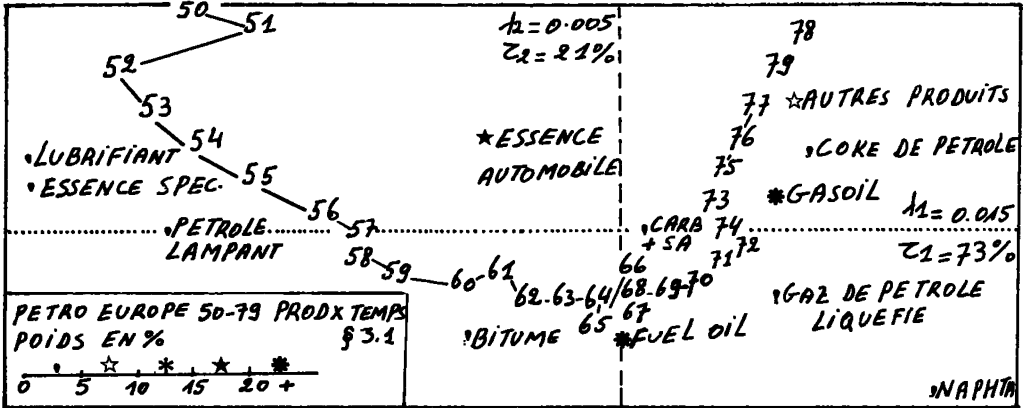 50 51
λ2 = 0.005
τ2 = 21%
78
52
79
53
77
☆AUTRES PRODUITS
54
★ESSENCE
AUTOMOBILE
76
•COKE DE PETROLE
•LUBRIFIANT
•ESSENCE SPEC.
55
75
✱GASOIL
56
73
λ1 = 0.015
•PETROLE
LAMPANT
57
•CARB
+ SA
74
58
59
72
71
τ1 = 73%
60-61
66
62-63-64/68-69-70
65
67
•GAZ DE PETROLE
LIQUEFIE
•BITUME
✱FUEL OIL
•NAPHTA
PETRO EUROPE 50-79 PRODX TEMPS
POIDS EN %
§ 3.1
• ☆ ✱ ★ ✱
0 5 10 15 20 +